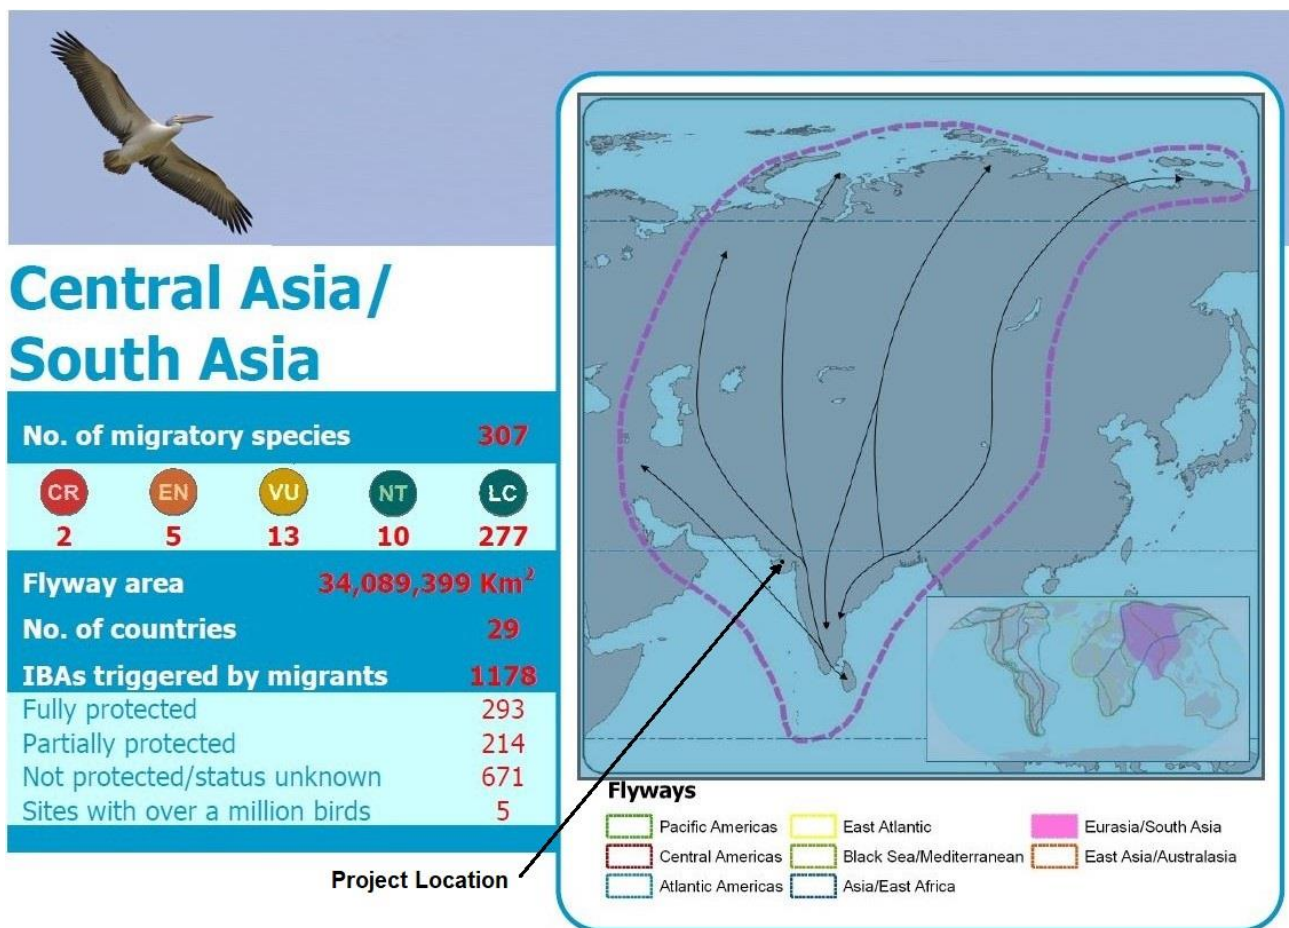 Central Asia/
South Asia
No. of migratory species 307
CR EN VU NT LC
2 5 13 10 277
Flyway area 34,089,399 Km²
No. of countries 29
IBAs triggered by migrants 1178
Fully protected 293
Partially protected 214
Not protected/status unknown 671
Sites with over a million birds 5
Project Location
Flyways
Pacific Americas East Atlantic Eurasia/South Asia
Central Americas Black Sea/Mediterranean East Asia/Australasia
Atlantic Americas Asia/East Africa